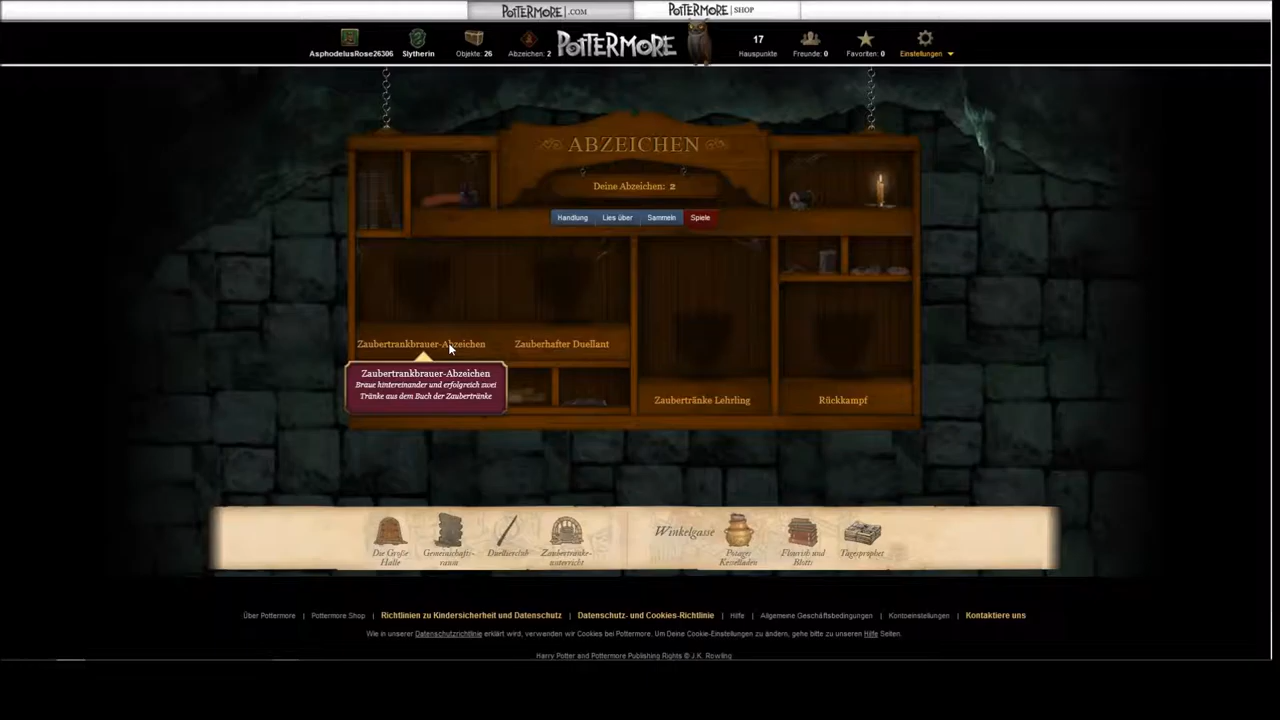 POTTERMORE .COM
POTTERMORE SHOP
AsphodelusRose26306
Slytherin
Objekte: 26
Abzeichen: 2
POTTERMORE
17
Hauspunkte
Freunde: 0
Favoriten: 0
Einstellungen
ABZEICHEN
Deine Abzeichen: 2
Handlung
Lies über
Sammeln
Spiele
Zaubertrankbrauer-Abzeichen
Zauberhafter Duellant
Zaubertrankbrauer-Abzeichen
Braue hintereinander und erfolgreich zwei
Tränke aus dem Buch der Zaubertränke
Zaubertränke Lehrling
Rückkampf
Die Große
Halle
Gemeinschafts-
raum
Duellierclub
Zaubertränke-
unterricht
Winkelgasse
Potages
Kesselladen
Flourish und
Blotts
Tagesprophet
Über Pottermore | Pottermore Shop | Richtlinien zu Kindersicherheit und Datenschutz | Datenschutz- und Cookies-Richtlinie | Hilfe | Allgemeine Geschäftsbedingungen | Kontoeinstellungen | Kontaktiere uns
Wie in unserer Datenschutzrichtlinie erklärt wird, verwenden wir Cookies bei Pottermore. Um Deine Cookie-Einstellungen zu ändern, gehe bitte zu unseren Hilfe Seiten.
Harry Potter and Pottermore Publishing Rights © J.K. Rowling